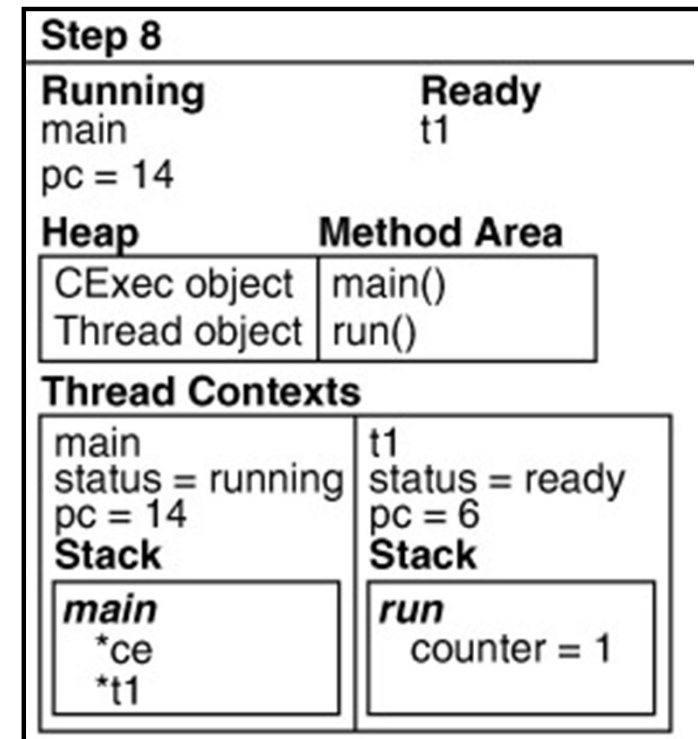 Step 8
Running Ready
main t1
pc = 14
Heap Method Area
CExec object main()
Thread object run()
Thread Contexts
main t1
status = running status = ready
pc = 14 pc = 6
Stack Stack
main run
*ce counter = 1
*t1